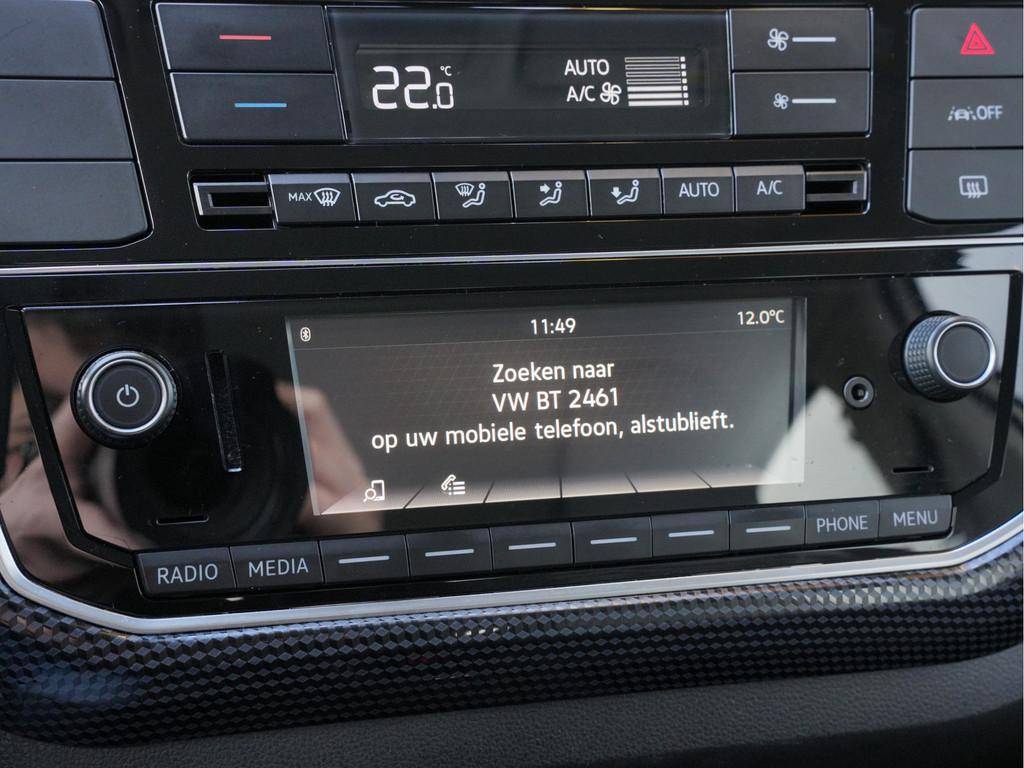 22.0 °C
AUTO
A/C
OFF
MAX
AUTO
A/C
11:49
12.0°C
Zoeken naar
VW BT 2461
op uw mobiele telefoon, alstublieft.
RADIO
MEDIA
PHONE
MENU